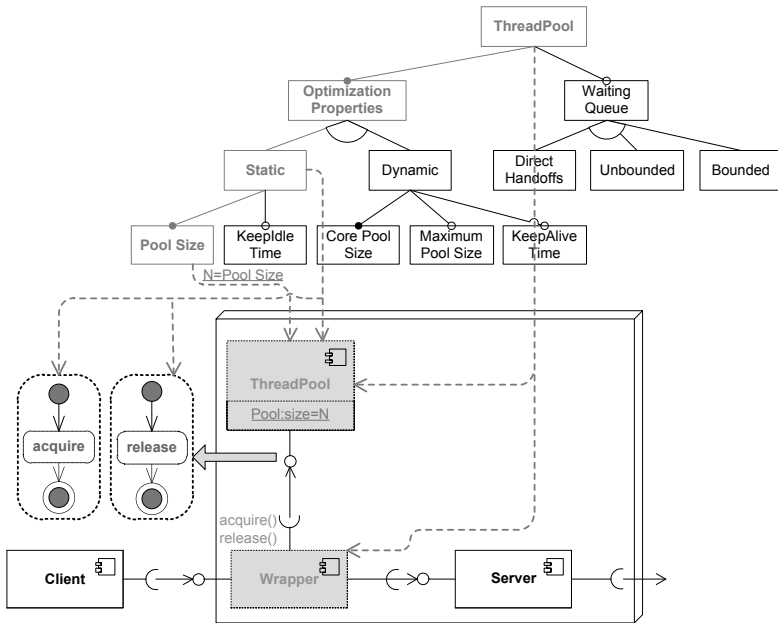 ThreadPool
Optimization
Properties
Waiting
Queue
Static
Dynamic
Direct
Handoffs
Unbounded
Bounded
Pool Size
KeepIdle
Time
Core Pool
Size
Maximum
Pool Size
KeepAlive
Time
N=Pool Size
ThreadPool
Pool:size=N
acquire
release
acquire()
release()
Client
Wrapper
Server